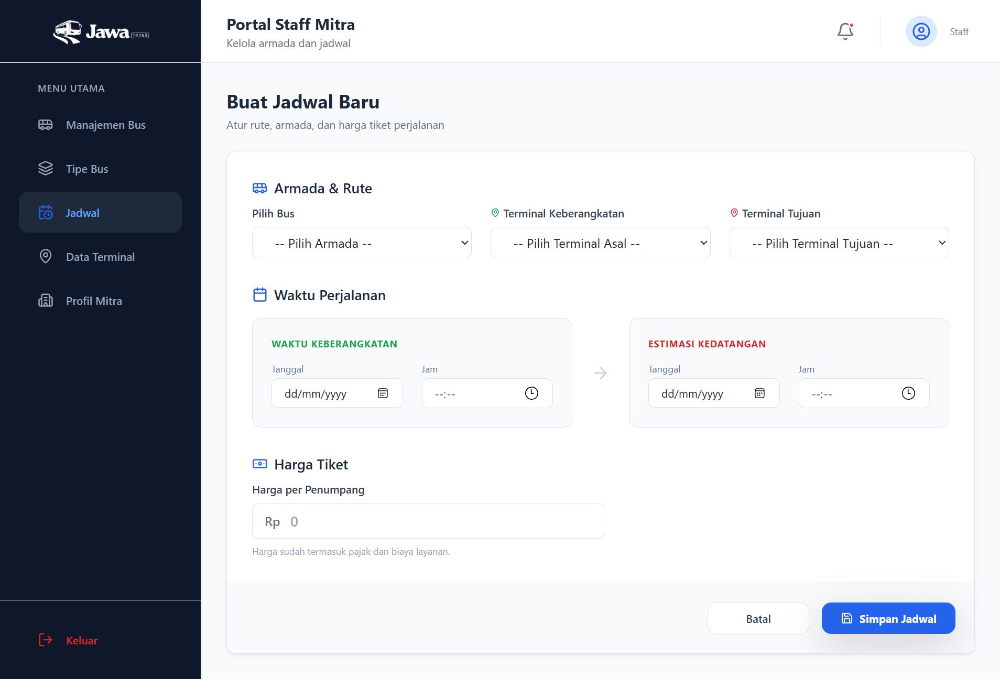 Jawa TRANS
MENU UTAMA
Manajemen Bus
Tipe Bus
Jadwal
Data Terminal
Profil Mitra
Keluar
Portal Staff Mitra
Kelola armada dan jadwal
Staff
Buat Jadwal Baru
Atur rute, armada, dan harga tiket perjalanan
Armada & Rute
Pilih Bus
-- Pilih Armada --
Terminal Keberangkatan
-- Pilih Terminal Asal --
Terminal Tujuan
-- Pilih Terminal Tujuan --
Waktu Perjalanan
WAKTU KEBERANGKATAN
Tanggal
dd/mm/yyyy
Jam
--:--
ESTIMASI KEDATANGAN
Tanggal
dd/mm/yyyy
Jam
--:--
Harga Tiket
Harga per Penumpang
Rp 0
Harga sudah termasuk pajak dan biaya layanan.
Batal
Simpan Jadwal